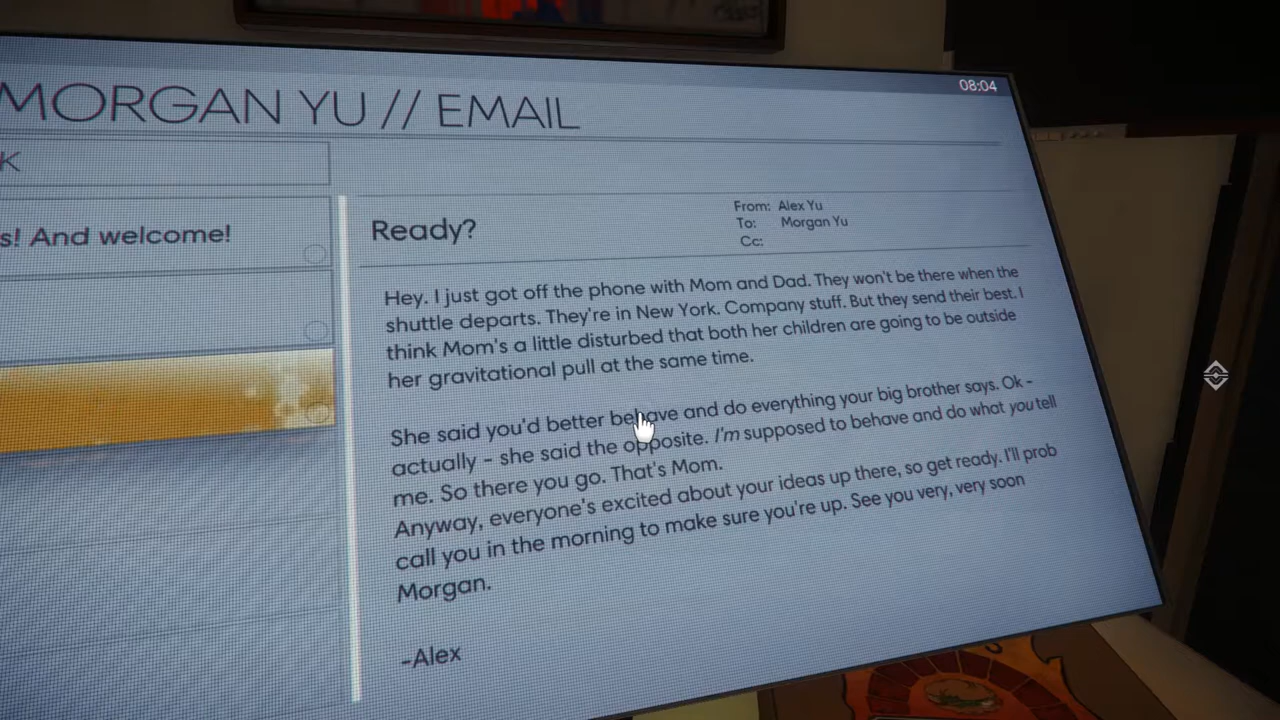 MORGAN YU // EMAIL
08:04
K
s! And welcome!
Ready?
From: Alex Yu
To: Morgan Yu
Cc:
Hey. I just got off the phone with Mom and Dad. They won't be there when the
shuttle departs. They're in New York. Company stuff. But they send their best. I
think Mom's a little disturbed that both her children are going to be outside
her gravitational pull at the same time.
She said you'd better behave and do everything your big brother says. Ok -
actually - she said the opposite. I'm supposed to behave and do what you tell
me. So there you go. That's Mom.
Anyway, everyone's excited about your ideas up there, so get ready. I'll prob
call you in the morning to make sure you're up. See you very, very soon
Morgan.
-Alex